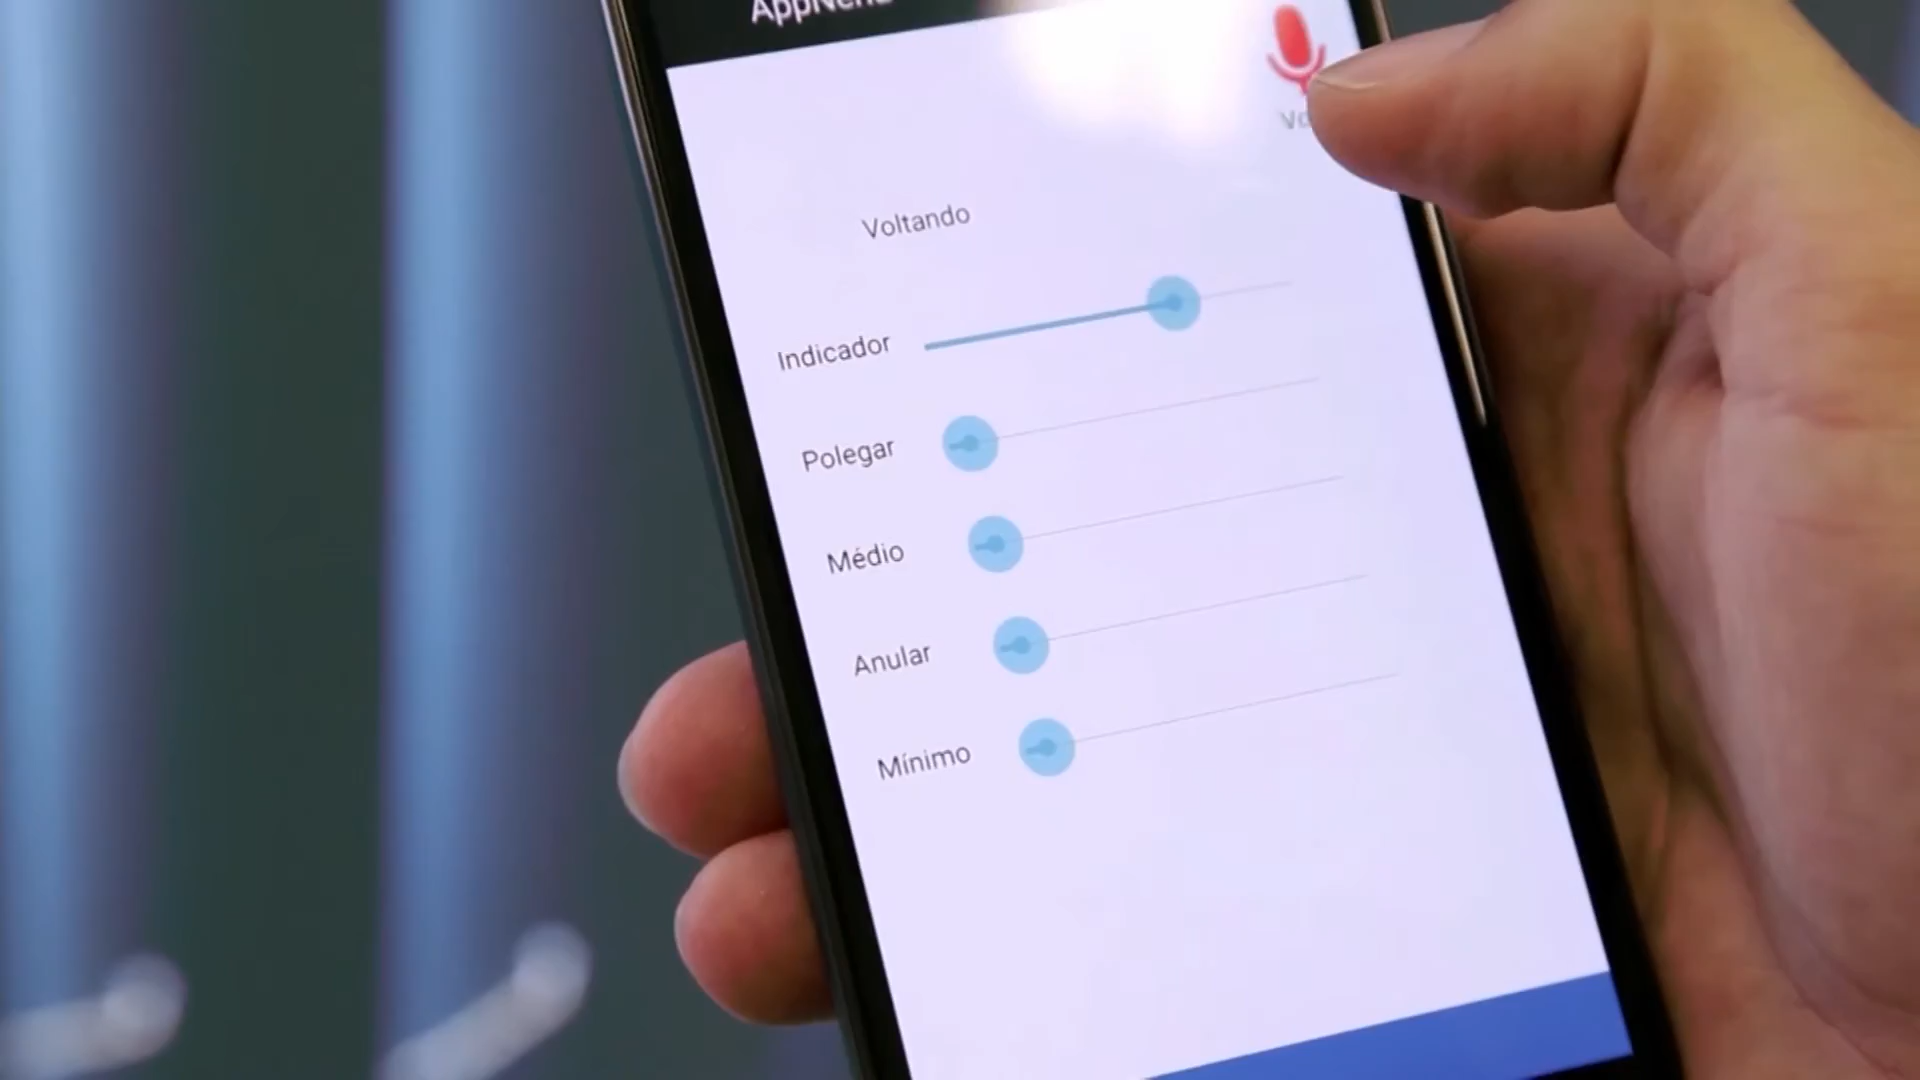 Voltando
Indicador
Polegar
Médio
Anular
Mínimo